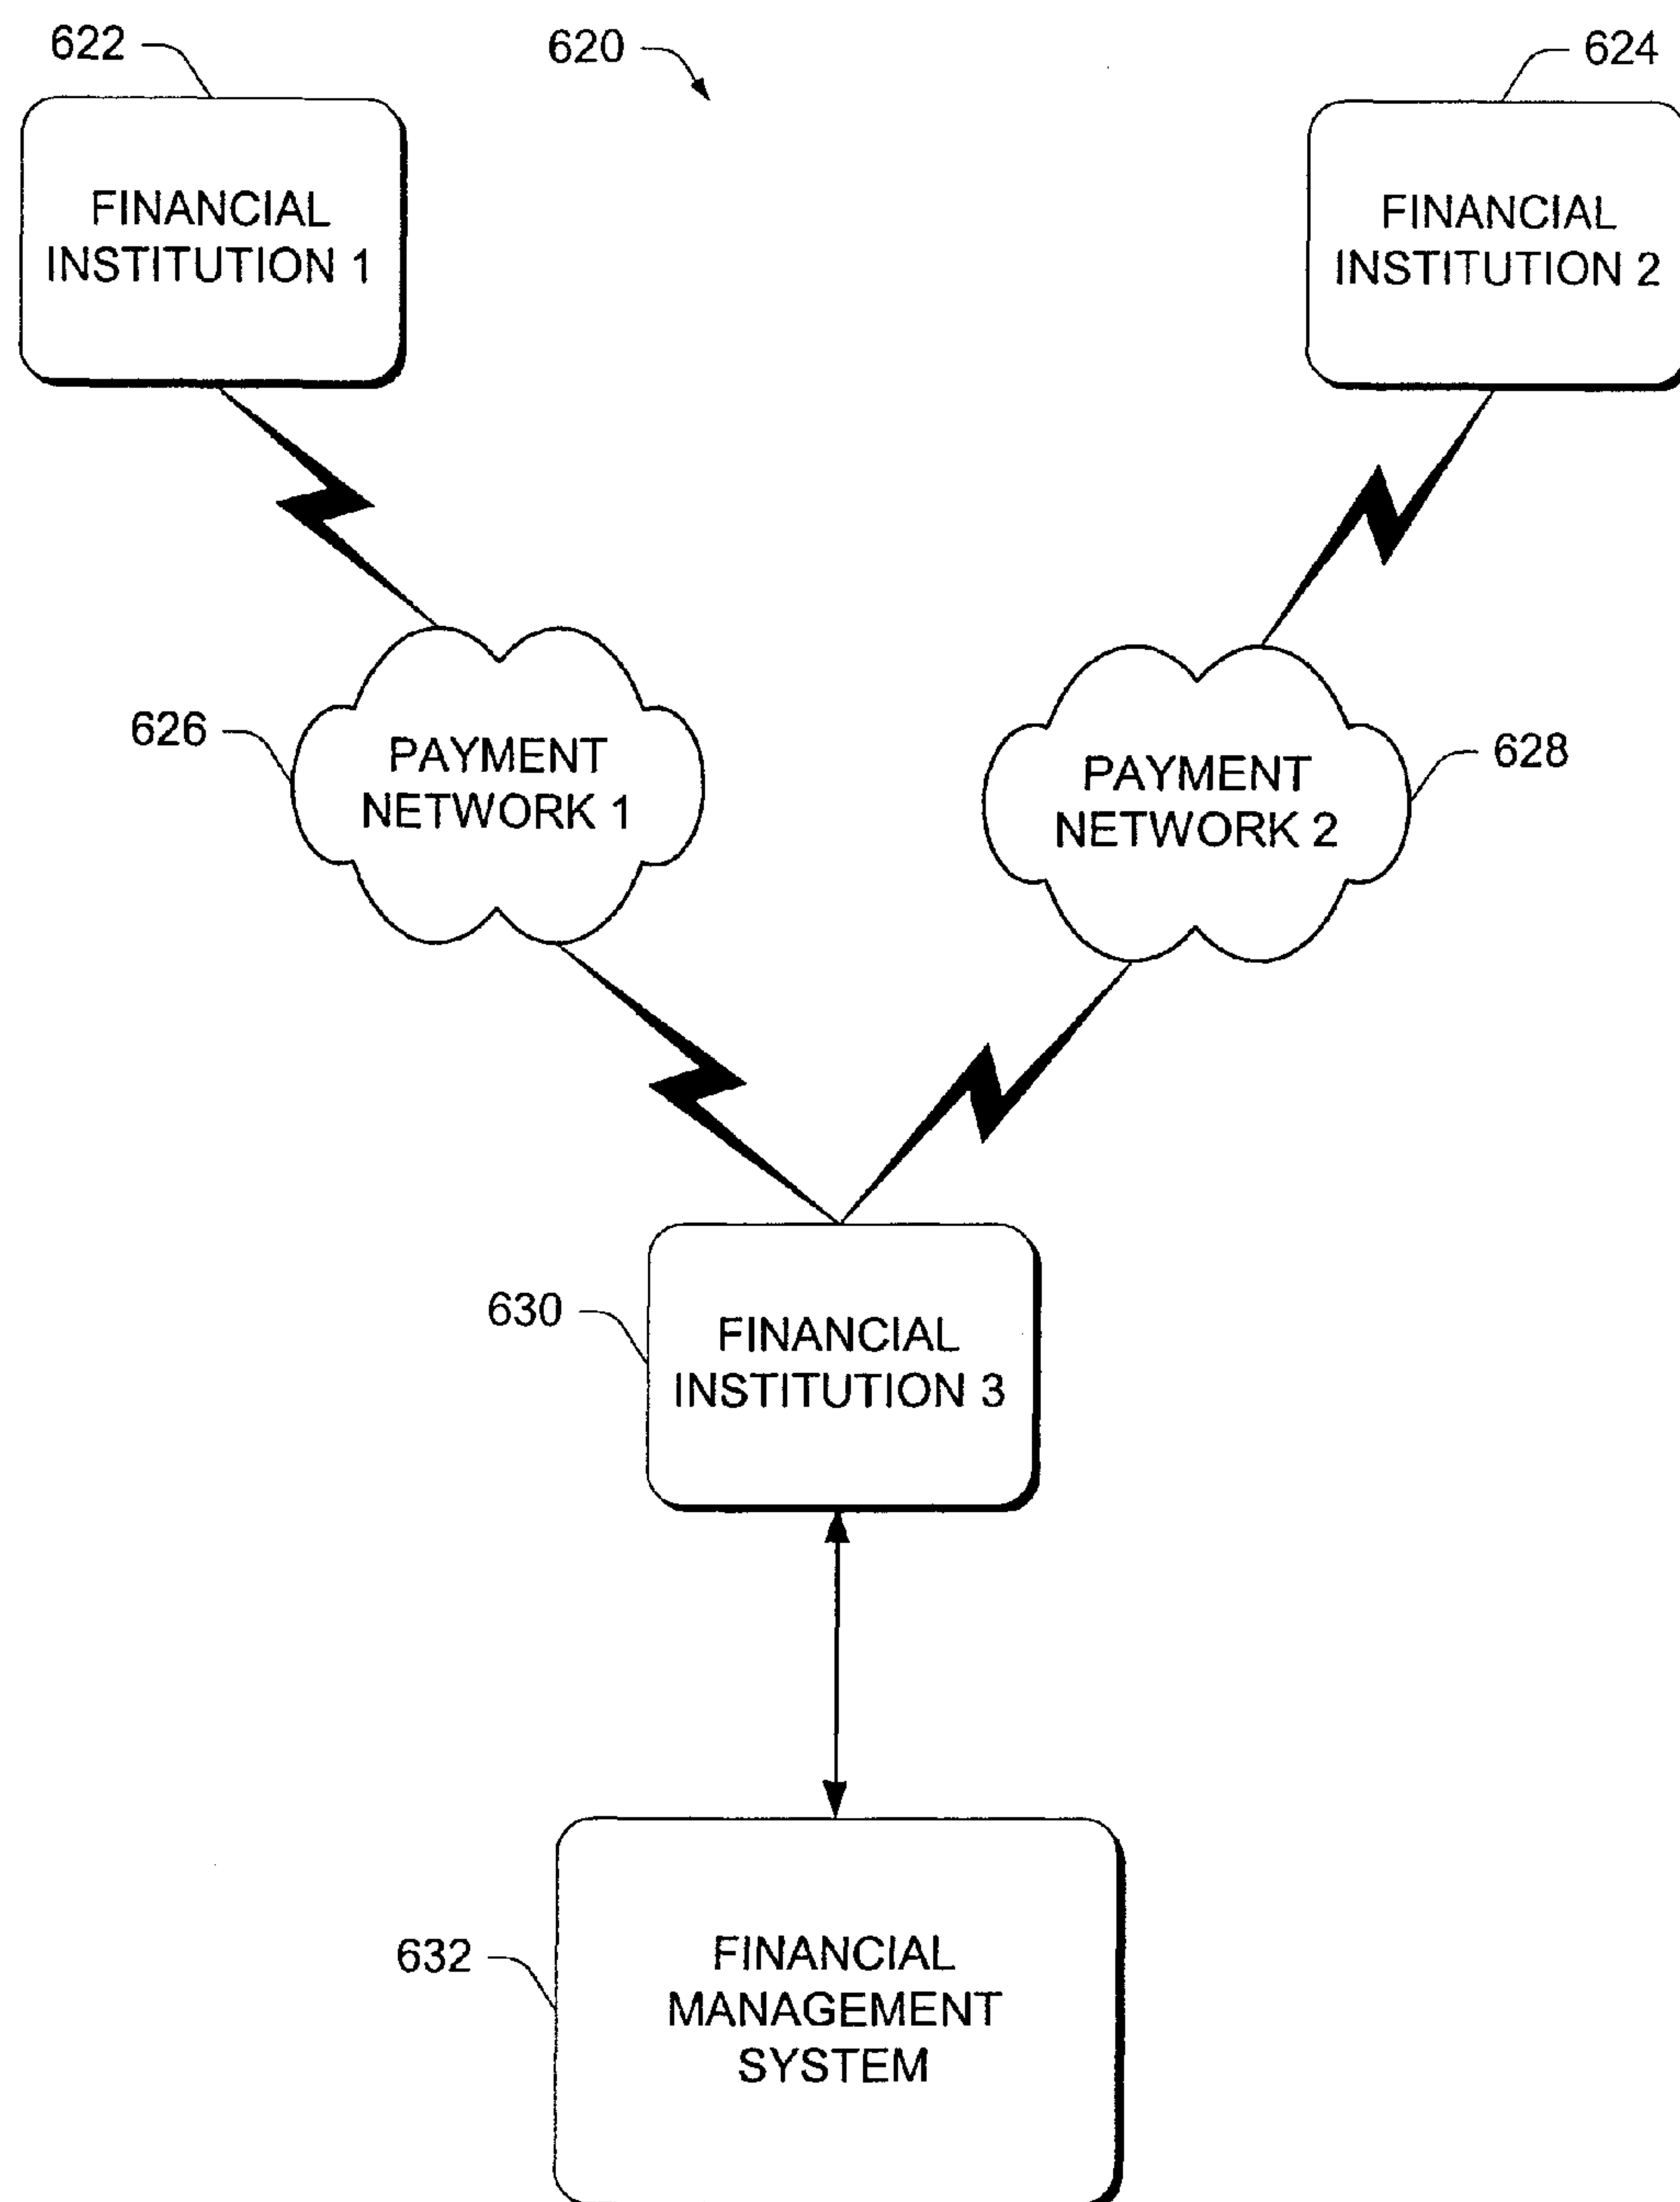 622
620
624
FINANCIAL
INSTITUTION 1
FINANCIAL
INSTITUTION 2
626
PAYMENT
NETWORK 1
PAYMENT
NETWORK 2
628
630
FINANCIAL
INSTITUTION 3
632
FINANCIAL
MANAGEMENT
SYSTEM